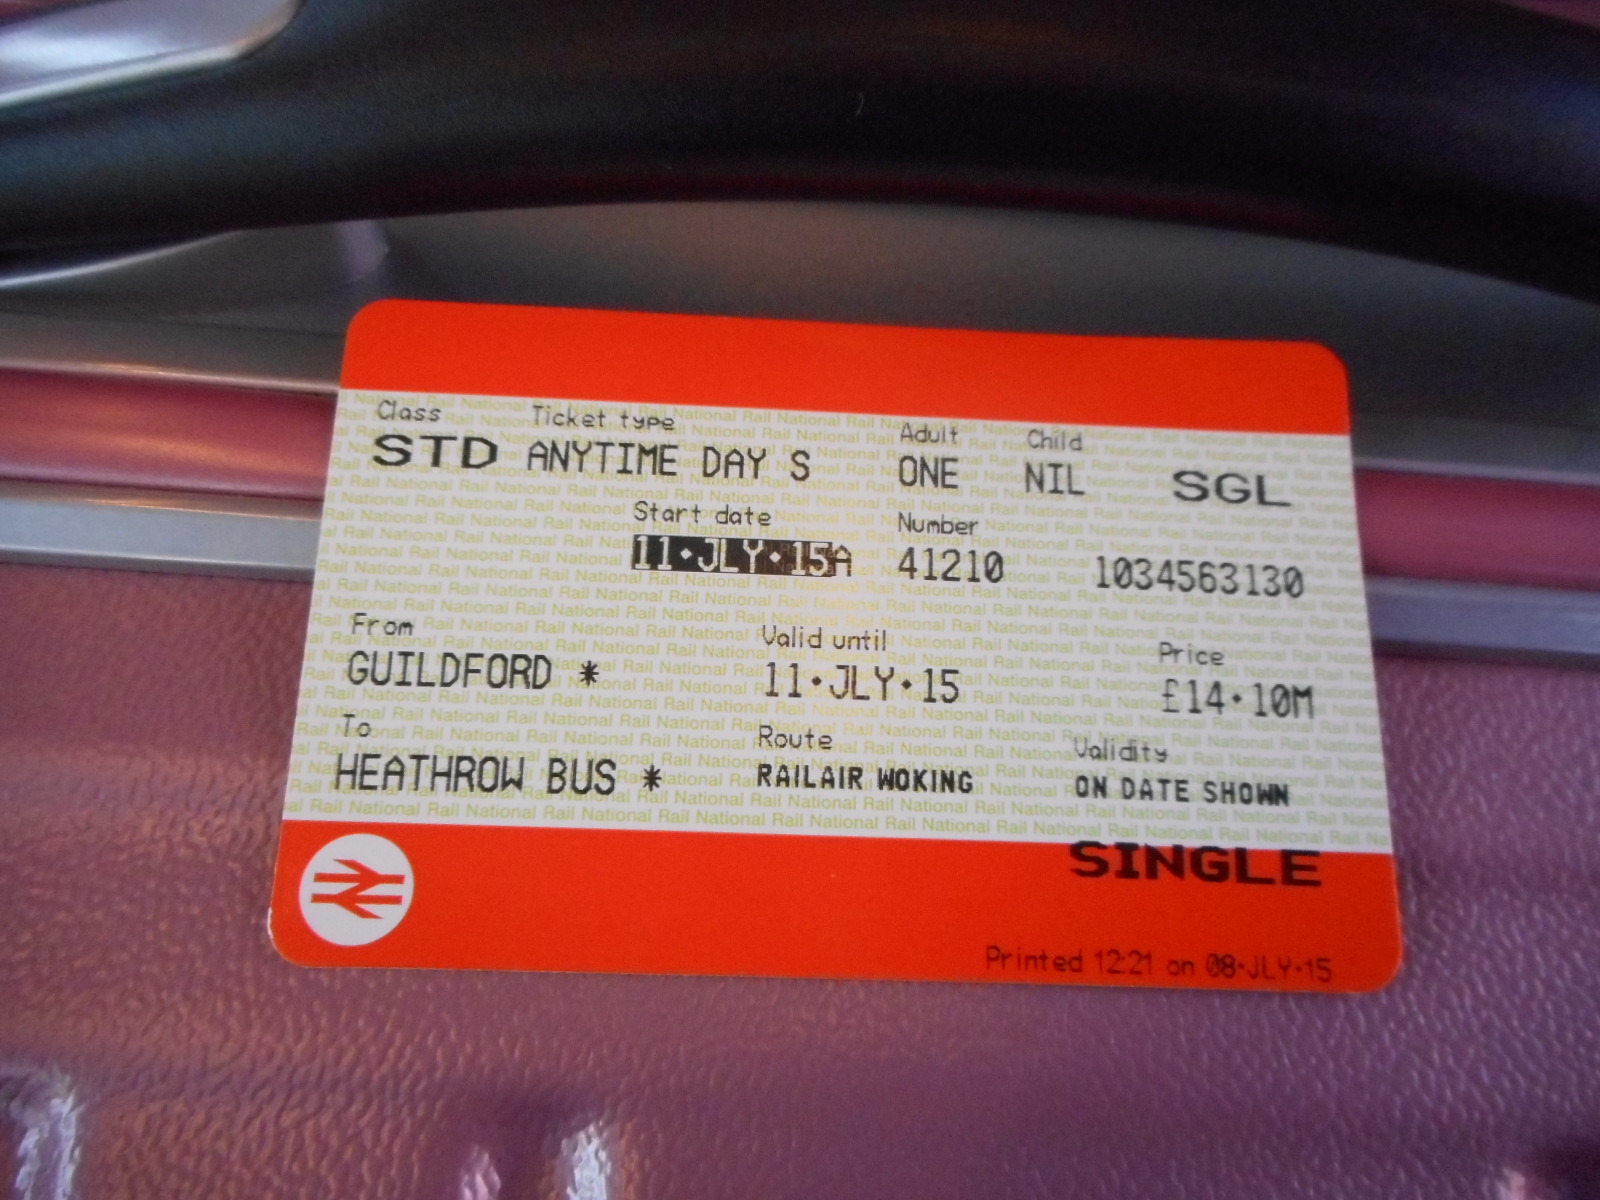 Class Ticket type Adult Child
STD ANYTIME DAY S ONE NIL SGL
Start date Number
11·JLY·15A 41210 1034563130
From Valid until Price
GUILDFORD * 11·JLY·15 £14·10M
To Route Validity
HEATHROW BUS * RAILAIR WOKING ON DATE SHOWN
SINGLE
Printed 12:21 on 08·JLY·15
National Rail